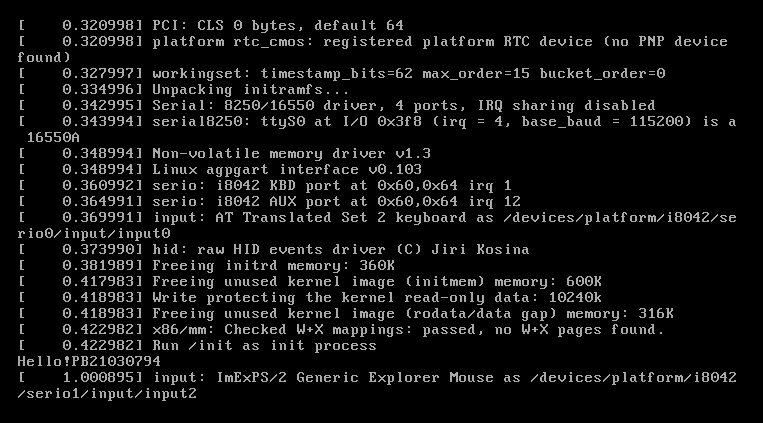 [    0.320998] PCI: CLS 0 bytes, default 64
[    0.320998] platform rtc_cmos: registered platform RTC device (no PNP device
found)
[    0.327997] workingset: timestamp_bits=62 max_order=15 bucket_order=0
[    0.334996] Unpacking initramfs...
[    0.342995] Serial: 8250/16550 driver, 4 ports, IRQ sharing disabled
[    0.343994] serial8250: ttyS0 at I/O 0x3f8 (irq = 4, base_baud = 115200) is a
 16550A
[    0.348994] Non-volatile memory driver v1.3
[    0.348994] Linux agpgart interface v0.103
[    0.360992] serio: i8042 KBD port at 0x60,0x64 irq 1
[    0.364991] serio: i8042 AUX port at 0x60,0x64 irq 12
[    0.369991] input: AT Translated Set 2 keyboard as /devices/platform/i8042/se
rio0/input/input0
[    0.373990] hid: raw HID events driver (C) Jiri Kosina
[    0.381989] Freeing initrd memory: 360K
[    0.417983] Freeing unused kernel image (initmem) memory: 600K
[    0.418983] Write protecting the kernel read-only data: 10240k
[    0.418983] Freeing unused kernel image (rodata/data gap) memory: 316K
[    0.422982] x86/mm: Checked W+X mappings: passed, no W+X pages found.
[    0.422982] Run /init as init process
Hello!PB21030794
[    1.000895] input: ImExPS/2 Generic Explorer Mouse as /devices/platform/i8042
/serio1/input/input2